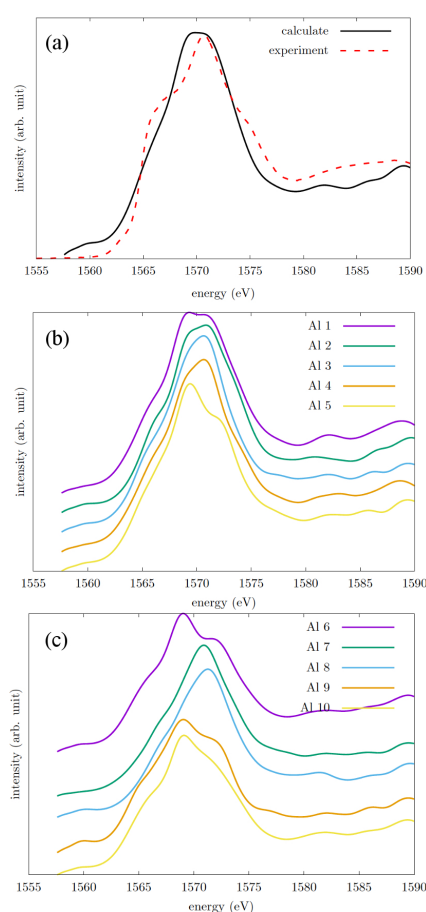 (a)
calculate
experiment
intensity (arb. unit)
1555 1560 1565 1570 1575 1580 1585 1590
energy (eV)
(b)
Al 1
Al 2
Al 3
Al 4
Al 5
intensity (arb. unit)
1555 1560 1565 1570 1575 1580 1585 1590
energy (eV)
(c)
Al 6
Al 7
Al 8
Al 9
Al 10
intensity (arb. unit)
1555 1560 1565 1570 1575 1580 1585 1590
energy (eV)